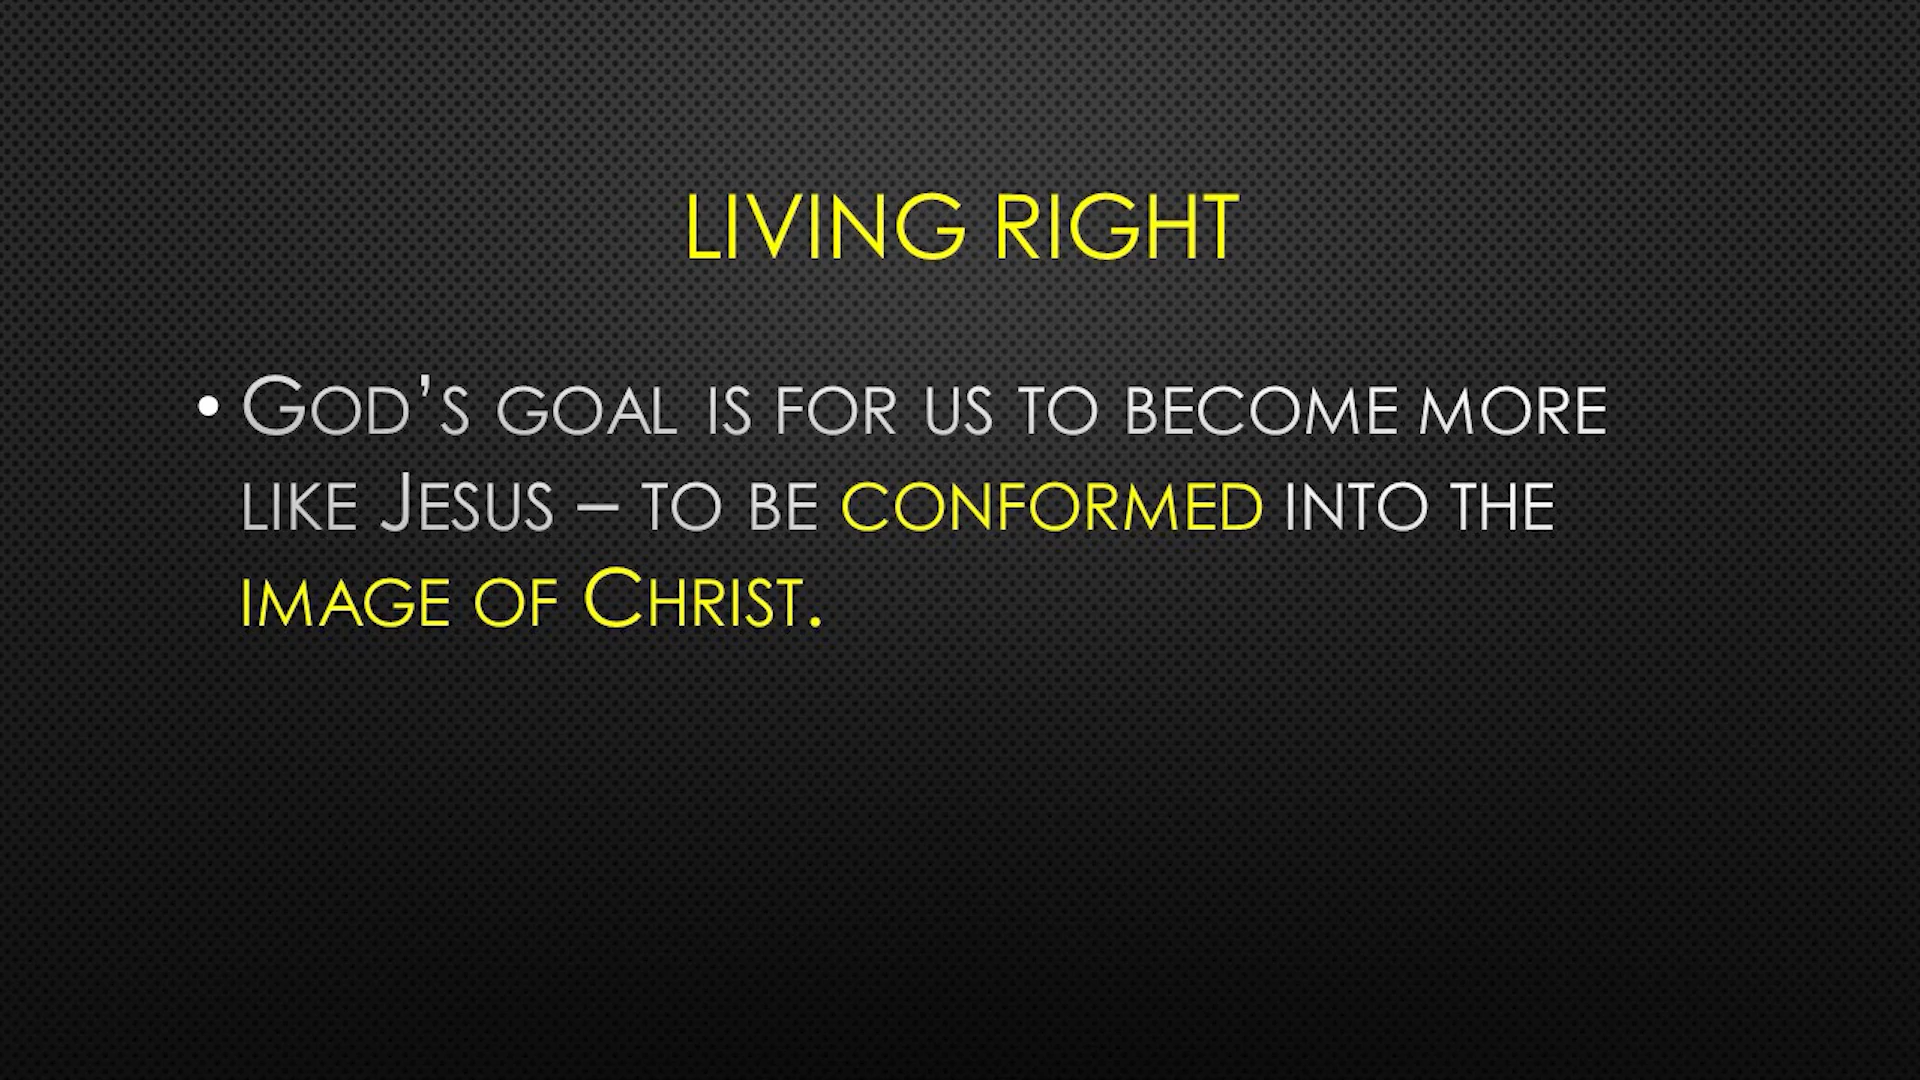 LIVING RIGHT
• God’s goal is for us to become more
like Jesus – to be conformed into the
image of Christ.